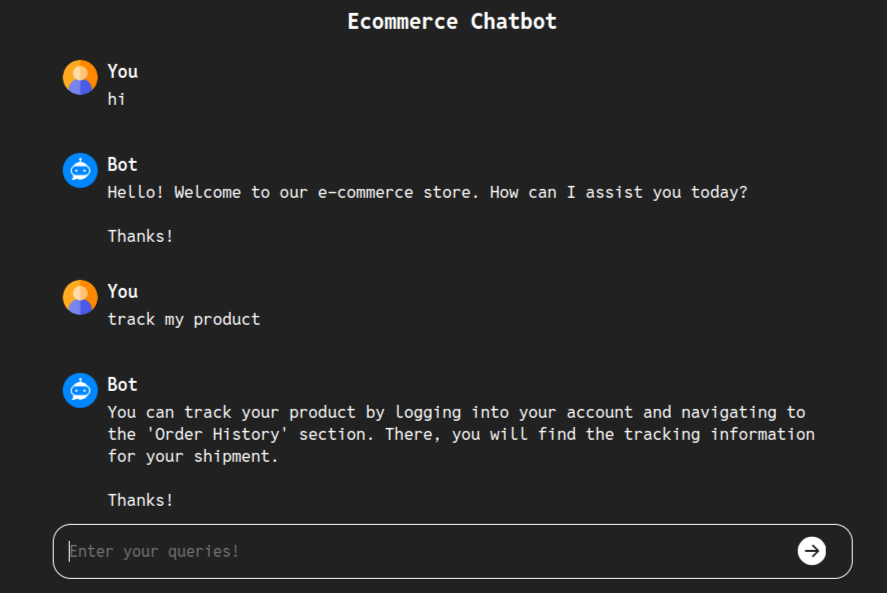 Ecommerce Chatbot
You
hi
Bot
Hello! Welcome to our e-commerce store. How can I assist you today?
Thanks!
You
track my product
Bot
You can track your product by logging into your account and navigating to
the 'Order History' section. There, you will find the tracking information
for your shipment.
Thanks!
Enter your queries!